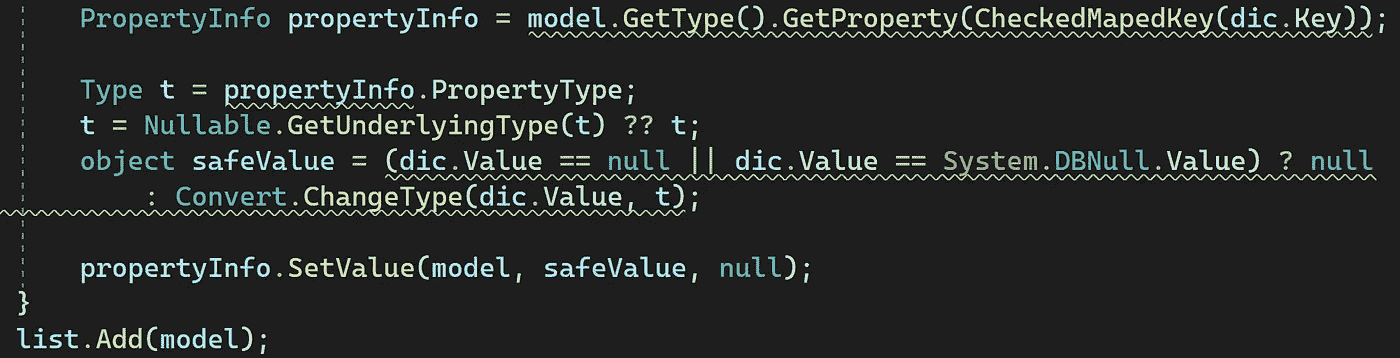 PropertyInfo propertyInfo = model.GetType().GetProperty(CheckedMapedKey(dic.Key));
Type t = propertyInfo.PropertyType;
t = Nullable.GetUnderlyingType(t) ?? t;
object safeValue = (dic.Value == null || dic.Value == System.DBNull.Value) ? null
: Convert.ChangeType(dic.Value, t);
propertyInfo.SetValue(model, safeValue, null);
}
list.Add(model);